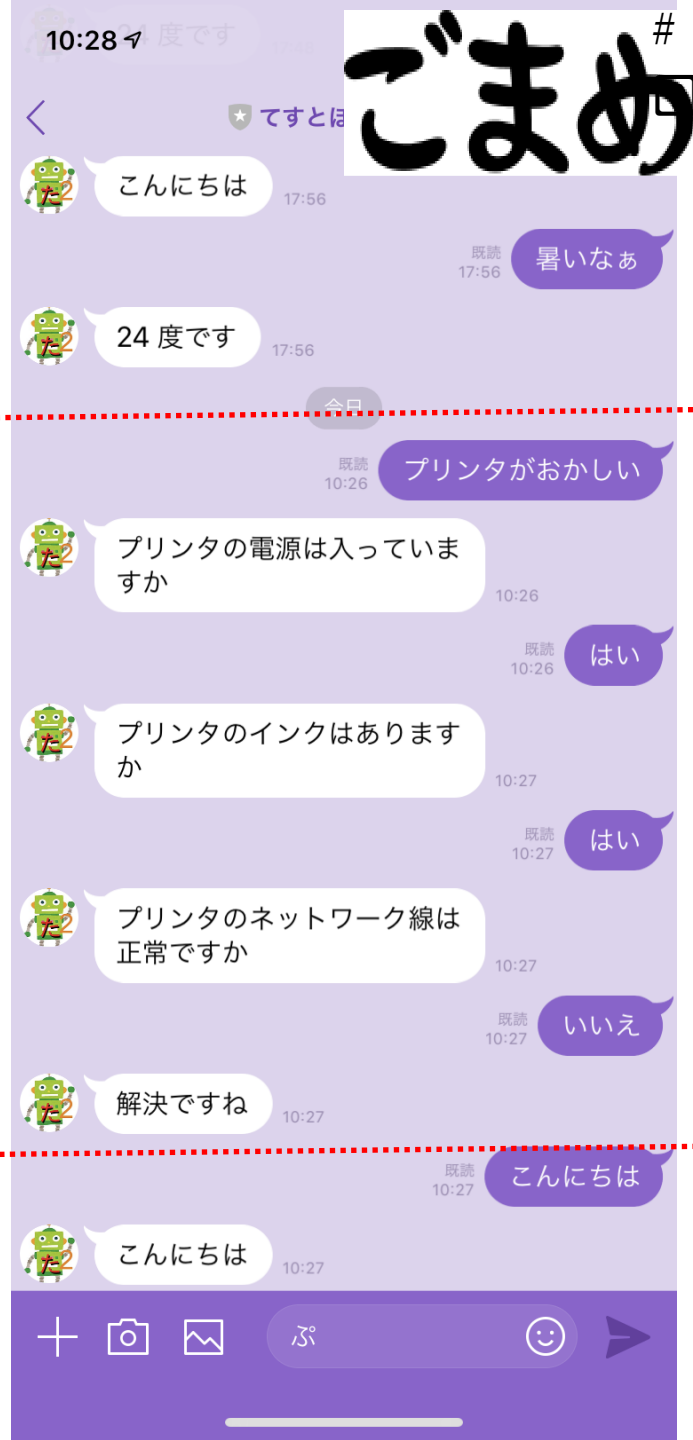 10:28
24 度です
ごまめ
#
てすとほ
こんにちは
17:56
既読
17:56
暑いなぁ
24 度です
17:56
今日
既読
10:26
プリンタがおかしい
プリンタの電源は入っていま
すか
10:26
既読
10:26
はい
プリンタのインクはあります
か
10:27
既読
10:27
はい
プリンタのネットワーク線は
正常ですか
10:27
既読
10:27
いいえ
解決ですね
10:27
既読
10:27
こんにちは
こんにちは
10:27
ぷ